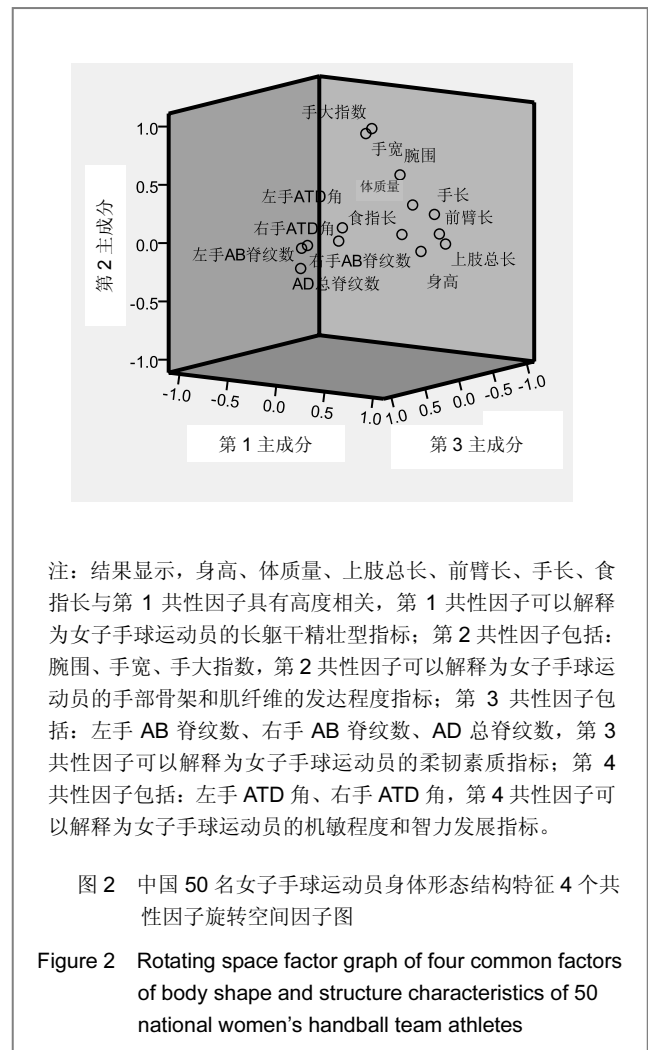 手大指数
1.0
手宽 腕围
0.5
体质量
左手ATD角
手长
食指长
前臂长
右手ATD角
0.0
左手AB脊纹数
右手AB脊纹数
上肢总长
AD总脊纹数
身高
-0.5
-1.0
第 2 主成分
-1.0 -0.5 0.0 0.5 1.0
1.0 0.5 0.0 -0.5 -1.0
第 1 主成分
第 3 主成分
注：结果显示，身高、体质量、上肢总长、前臂长、手长、食
指长与第 1 共性因子具有高度相关，第 1 共性因子可以解释
为女子手球运动员的长躯干精壮型指标；第 2 共性因子包括：
腕围、手宽、手大指数，第 2 共性因子可以解释为女子手球运
动员的手部骨架和肌纤维的发达程度指标；第 3 共性因子包
括：左手 AB 脊纹数、右手 AB 脊纹数、AD 总脊纹数，第 3
共性因子可以解释为女子手球运动员的柔韧素质指标；第 4
共性因子包括：左手 ATD 角、右手 ATD 角，第 4 共性因子可
以解释为女子手球运动员的机敏程度和智力发展指标。
图 2 中国 50 名女子手球运动员身体形态结构特征 4 个共
性因子旋转空间因子图
Figure 2 Rotating space factor graph of four common factors
of body shape and structure characteristics of 50
national women's handball team athletes